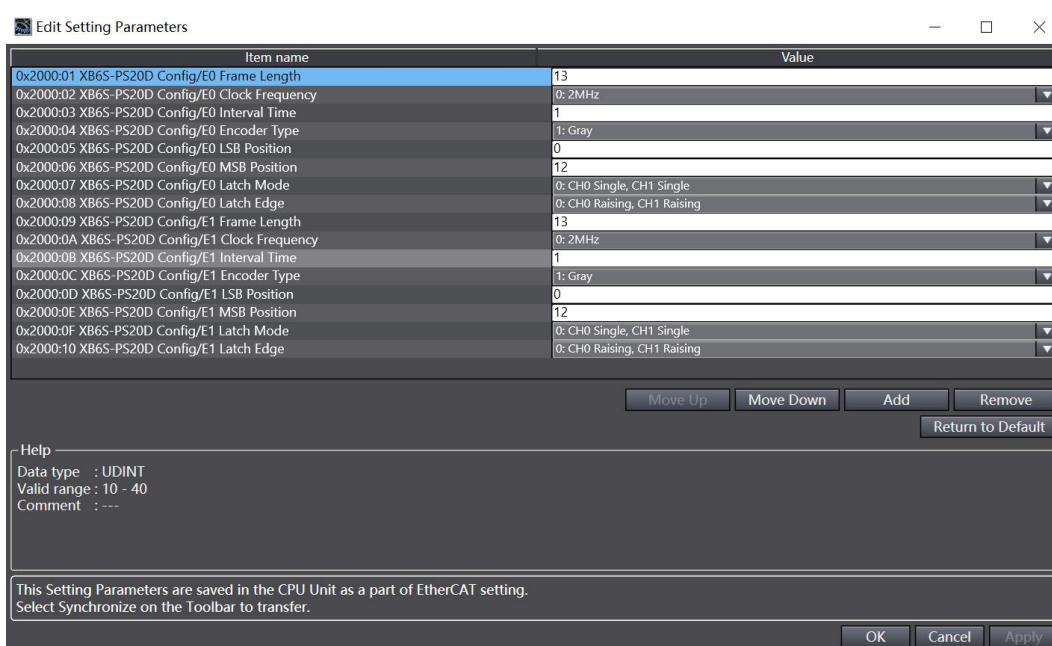 Edit Setting Parameters
Item name Value
0x2000:01 XB6S-PS20D Config/E0 Frame Length 13
0x2000:02 XB6S-PS20D Config/E0 Clock Frequency 0: 2MHz
0x2000:03 XB6S-PS20D Config/E0 Interval Time 1
0x2000:04 XB6S-PS20D Config/E0 Encoder Type 1: Gray
0x2000:05 XB6S-PS20D Config/E0 LSB Position 0
0x2000:06 XB6S-PS20D Config/E0 MSB Position 12
0x2000:07 XB6S-PS20D Config/E0 Latch Mode 0: CH0 Single, CH1 Single
0x2000:08 XB6S-PS20D Config/E0 Latch Edge 0: CH0 Raising, CH1 Raising
0x2000:09 XB6S-PS20D Config/E1 Frame Length 13
0x2000:0A XB6S-PS20D Config/E1 Clock Frequency 0: 2MHz
0x2000:0B XB6S-PS20D Config/E1 Interval Time 1
0x2000:0C XB6S-PS20D Config/E1 Encoder Type 1: Gray
0x2000:0D XB6S-PS20D Config/E1 LSB Position 0
0x2000:0E XB6S-PS20D Config/E1 MSB Position 12
0x2000:0F XB6S-PS20D Config/E1 Latch Mode 0: CH0 Single, CH1 Single
0x2000:10 XB6S-PS20D Config/E1 Latch Edge 0: CH0 Raising, CH1 Raising
Move Up Move Down Add Remove
Return to Default
Help
Data type : UDINT
Valid range : 10 - 40
Comment : ---
This Setting Parameters are saved in the CPU Unit as a part of EtherCAT setting.
Select Synchronize on the Toolbar to transfer.
OK Cancel Apply